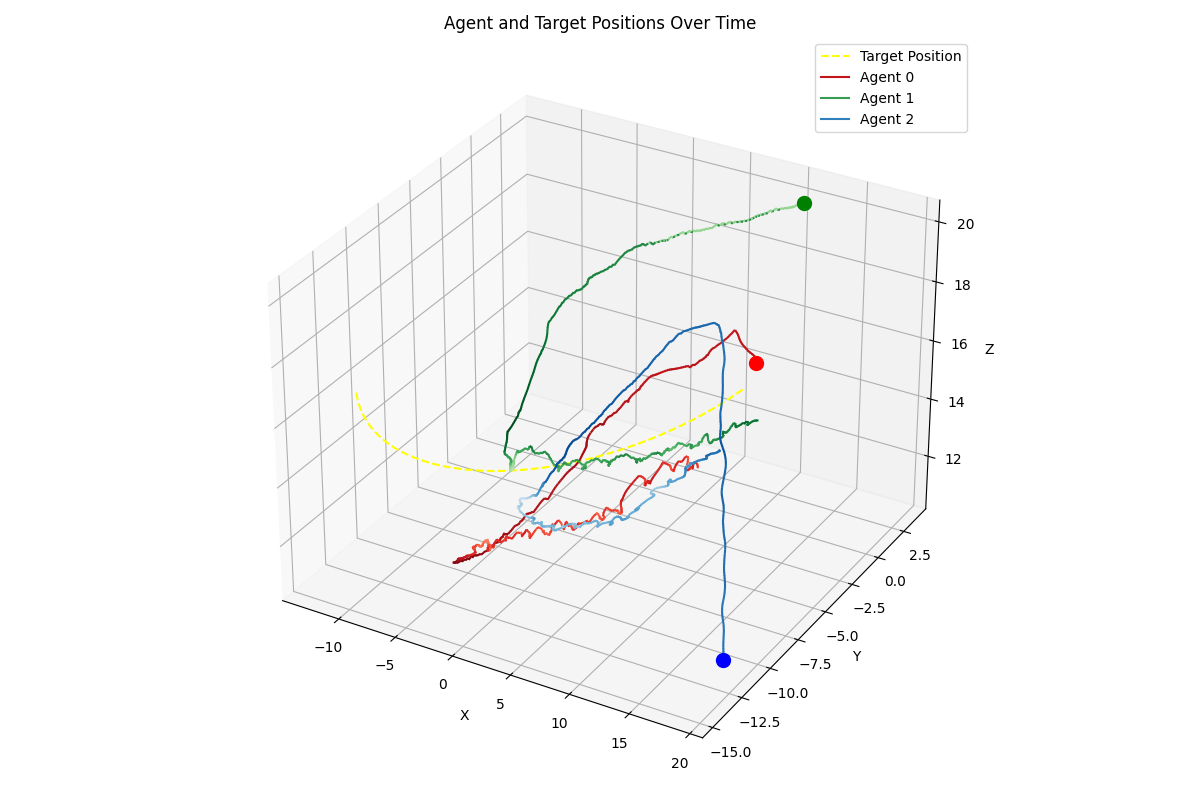 Agent and Target Positions Over Time
Target Position
Agent 0
Agent 1
Agent 2
20
18
16
Z
14
12
2.5
0.0
−2.5
−5.0
Y
−7.5
−10.0
−12.5
−15.0
−10
−5
0
5
X
10
15
20